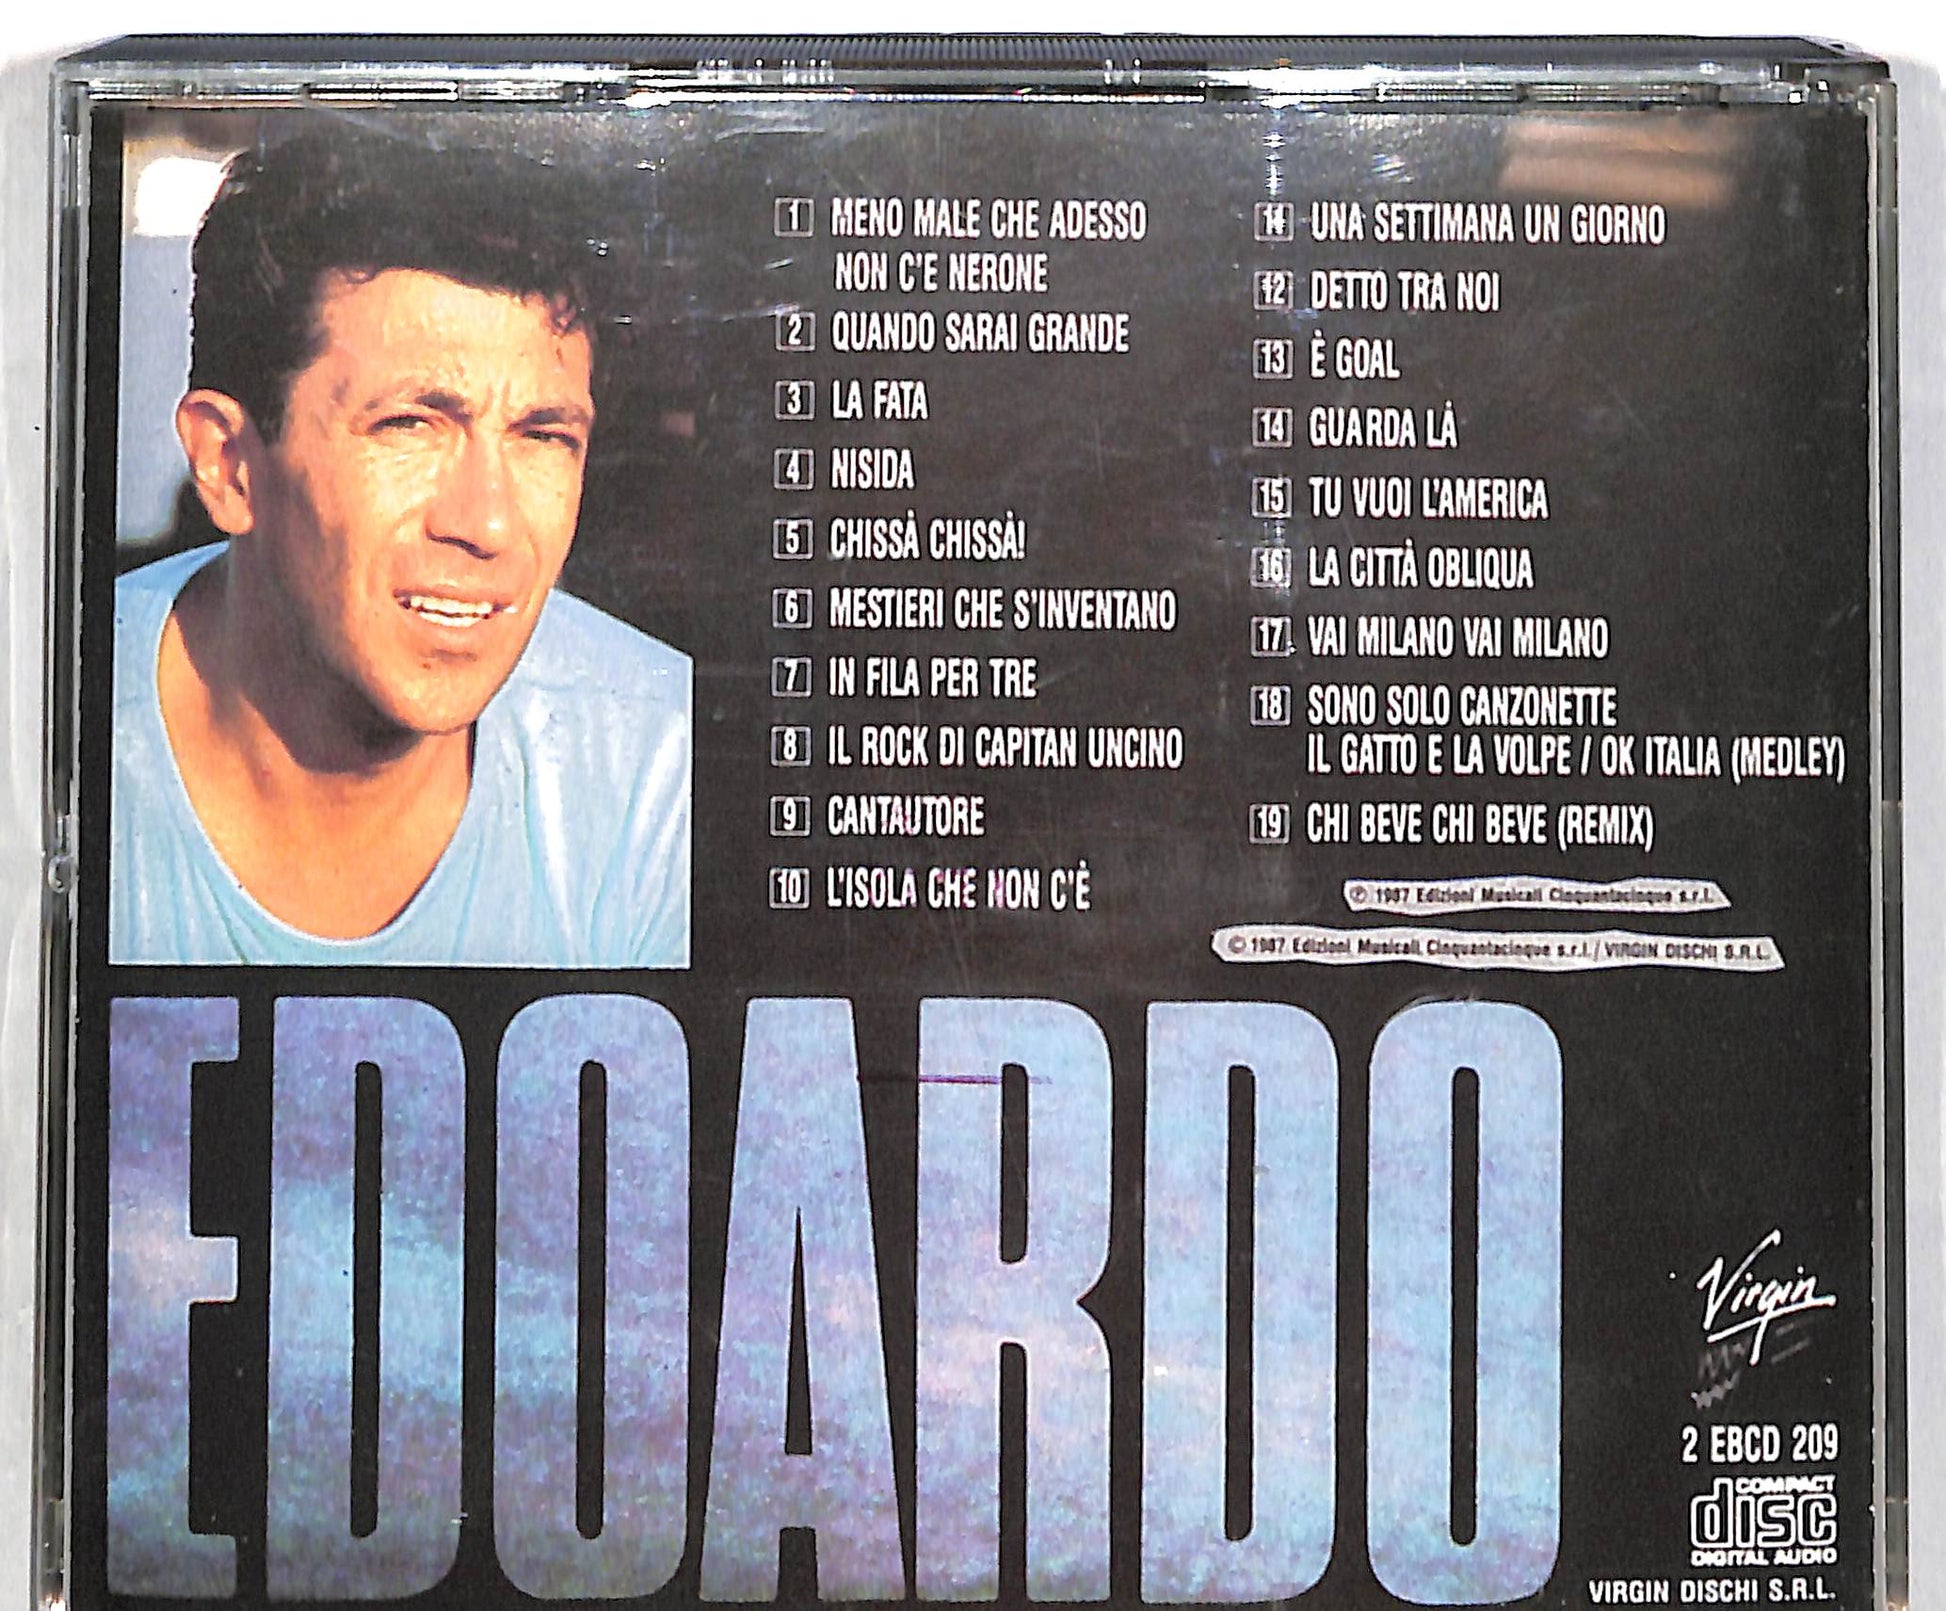 1 MENO MALE CHE ADESSO
NON C'E NERONE
2 QUANDO SARAI GRANDE
3 LA FATA
4 NISIDA
5 CHISSÀ CHISSÀ!
6 MESTIERI CHE S'INVENTANO
7 IN FILA PER TRE
8 IL ROCK DI CAPITAN UNCINO
9 CANTAUTORE
10 L'ISOLA CHE NON C'È
11 UNA SETTIMANA UN GIORNO
12 DETTO TRA NOI
13 È GOAL
14 GUARDA LÀ
15 TU VUOI L'AMERICA
16 LA CITTÀ OBLIQUA
17 VAI MILANO VAI MILANO
18 SONO SOLO CANZONETTE
IL GATTO E LA VOLPE / OK ITALIA (MEDLEY)
19 CHI BEVE CHI BEVE (REMIX)
℗ 1987 Edizioni Musicali Cinquantacinque s.r.l.
© 1987 Edizioni Musicali Cinquantacinque s.r.l. / VIRGIN DISCHI S.R.L.
EDOARDO
Virgin
2 EBCD 209
COMPACT
disc
DIGITAL AUDIO
VIRGIN DISCHI S.R.L.